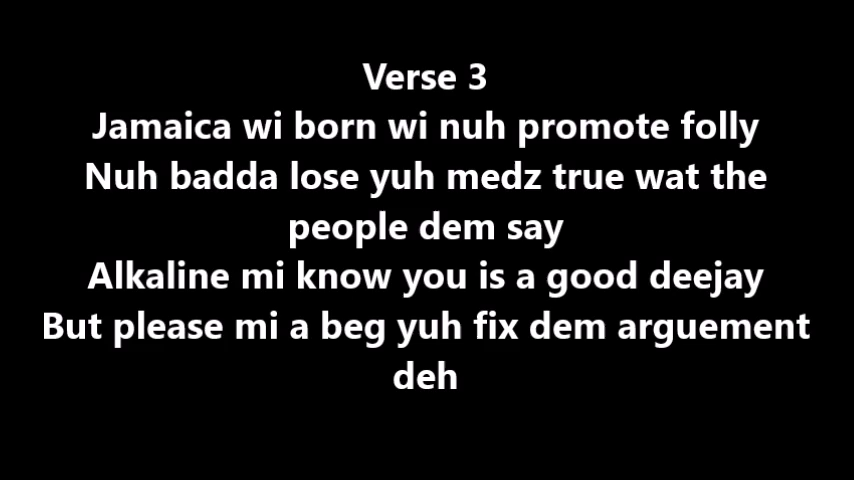 Verse 3
Jamaica wi born wi nuh promote folly
Nuh badda lose yuh medz true wat the
people dem say
Alkaline mi know you is a good deejay
But please mi a beg yuh fix dem arguement
deh